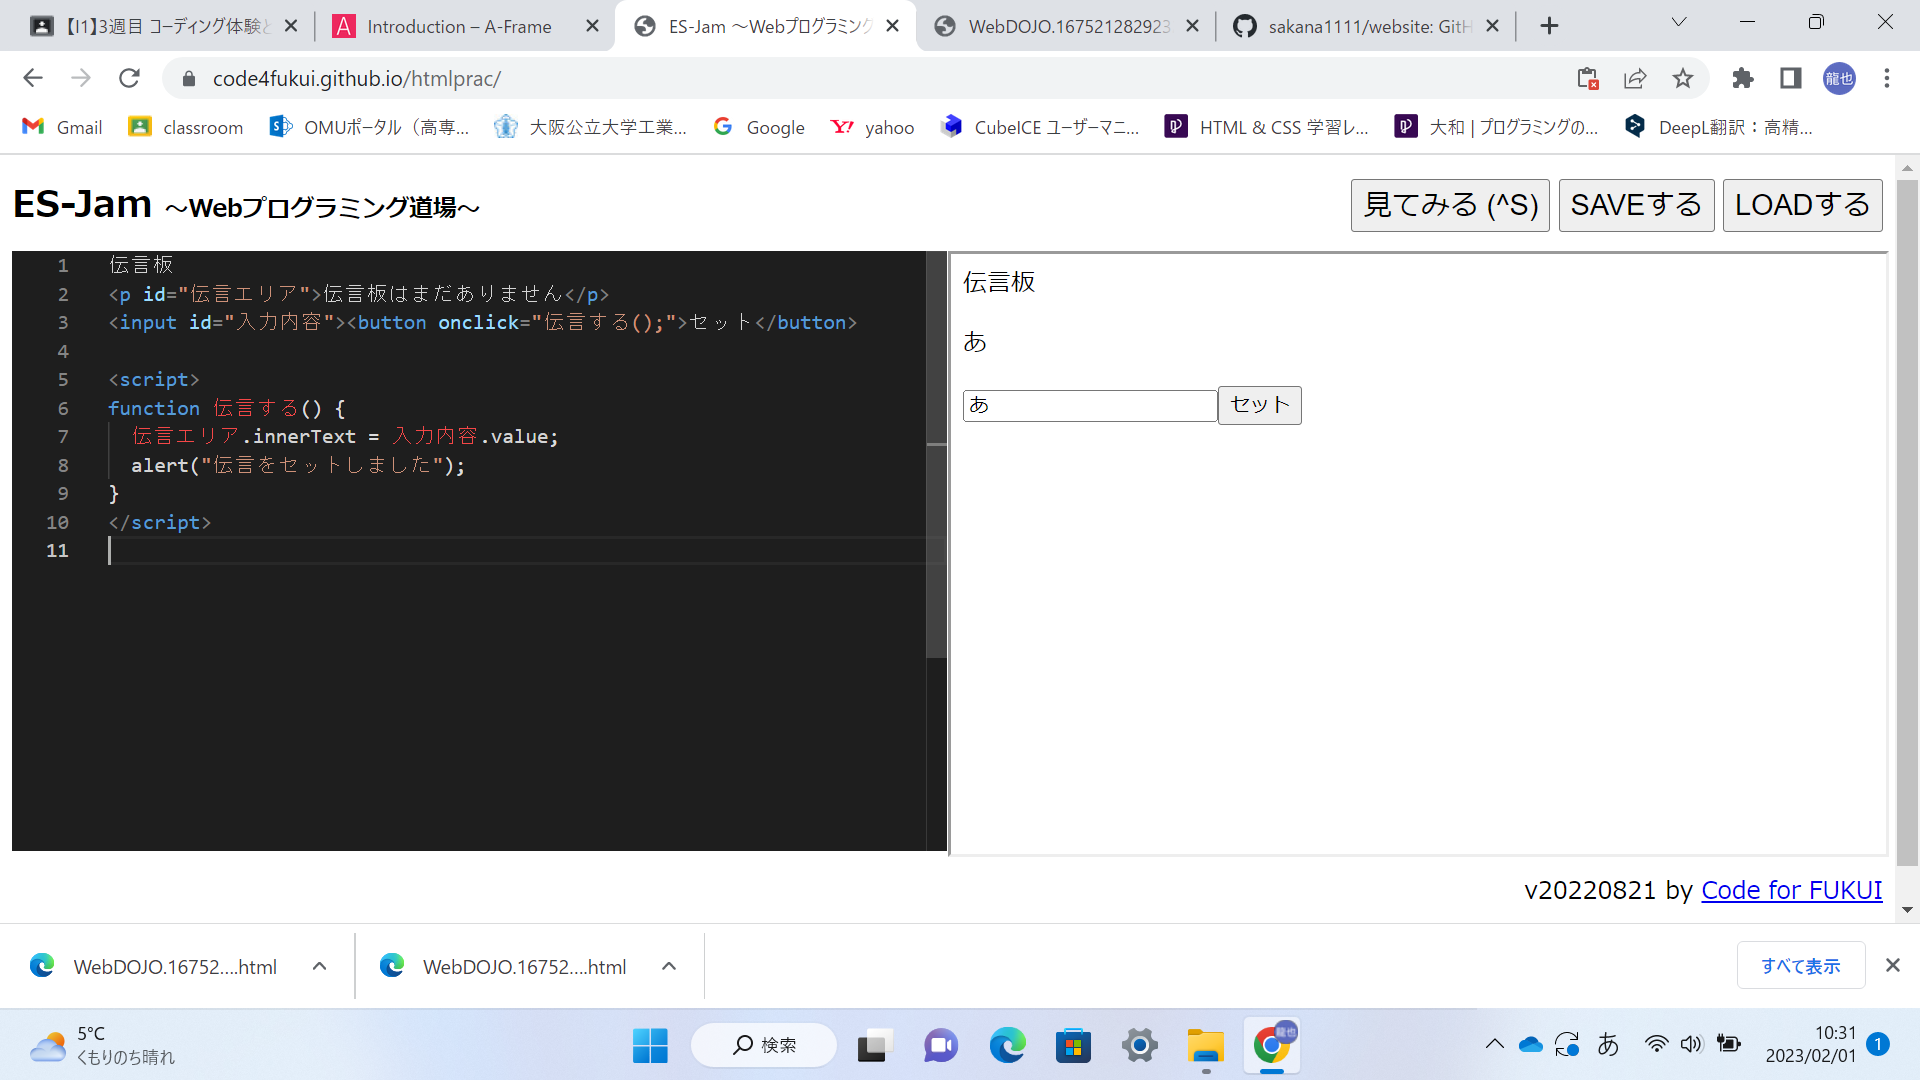 【I1】3週目 コーディング体験と
Introduction – A-Frame
ES-Jam ～Webプログラミング
WebDOJO.167521282923
sakana1111/website: GitH
code4fukui.github.io/htmlprac/
龍也
Gmail
classroom
OMUポータル（高専...
大阪公立大学工業...
Google
yahoo
CubeICE ユーザーマニ...
HTML & CSS 学習レ...
大和 | プログラミングの...
DeepL翻訳：高精...
ES-Jam ～Webプログラミング道場～
見てみる (^S)
SAVEする
LOADする
1 伝言板
2 <p id="伝言エリア">伝言板はまだありません</p>
3 <input id="入力内容"><button onclick="伝言する();">セット</button>
4
5 <script>
6 function 伝言する() {
7 伝言エリア.innerText = 入力内容.value;
8 alert("伝言をセットしました");
9 }
10 </script>
11
伝言板
あ
あ
セット
v20220821 by Code for FUKUI
WebDOJO.16752....html
WebDOJO.16752....html
すべて表示
5°C
くもりのち晴れ
検索
龍也
あ
10:31
2023/02/01
1